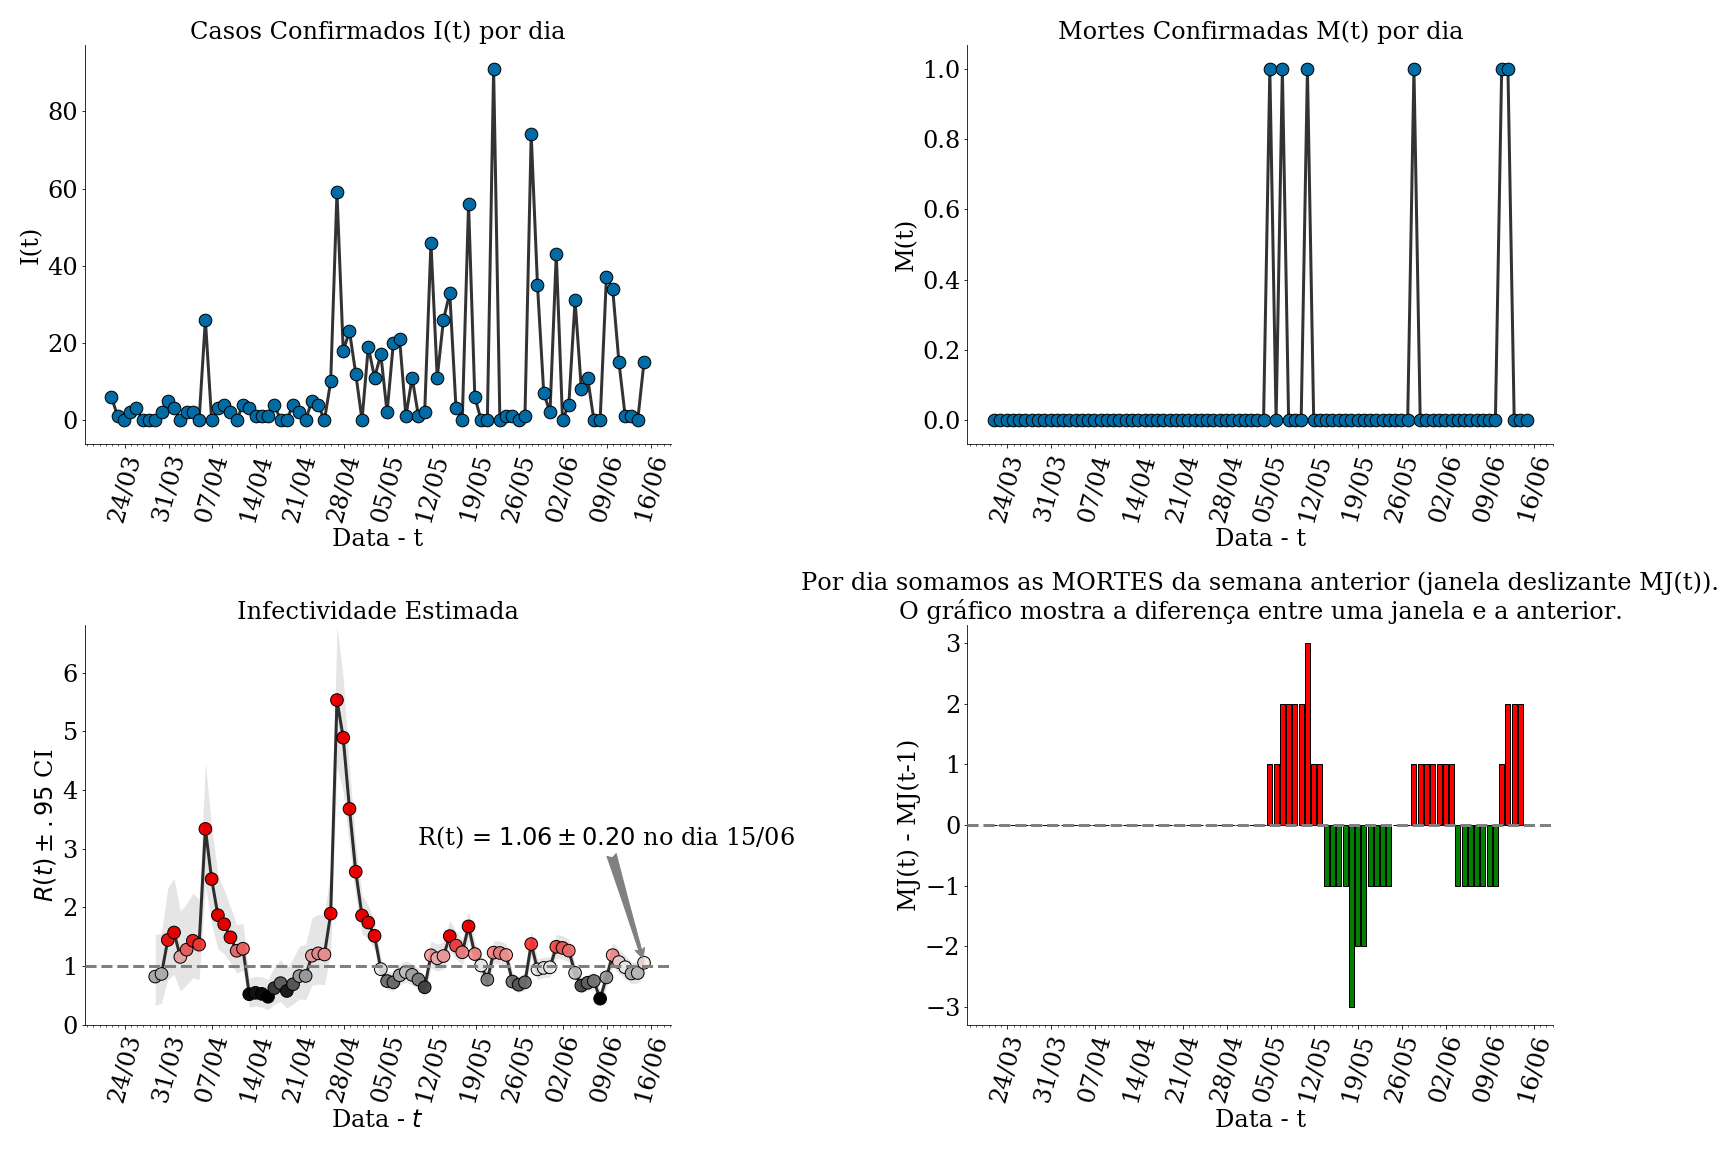 Casos Confirmados I(t) por dia
I(t)
80
60
40
20
0
24/03 31/03 07/04 14/04 21/04 28/04 05/05 12/05 19/05 26/05 02/06 09/06 16/06
Data - t
Mortes Confirmadas M(t) por dia
M(t)
1.0
0.8
0.6
0.4
0.2
0.0
24/03 31/03 07/04 14/04 21/04 28/04 05/05 12/05 19/05 26/05 02/06 09/06 16/06
Data - t
Infectividade Estimada
R(t) ± .95 CI
6
5
4
3
2
1
0
R(t) = 1.06 ± 0.20 no dia 15/06
24/03 31/03 07/04 14/04 21/04 28/04 05/05 12/05 19/05 26/05 02/06 09/06 16/06
Data - t
Por dia somamos as MORTES da semana anterior (janela deslizante MJ(t)).
O gráfico mostra a diferença entre uma janela e a anterior.
MJ(t) - MJ(t-1)
3
2
1
0
−1
−2
−3
24/03 31/03 07/04 14/04 21/04 28/04 05/05 12/05 19/05 26/05 02/06 09/06 16/06
Data - t